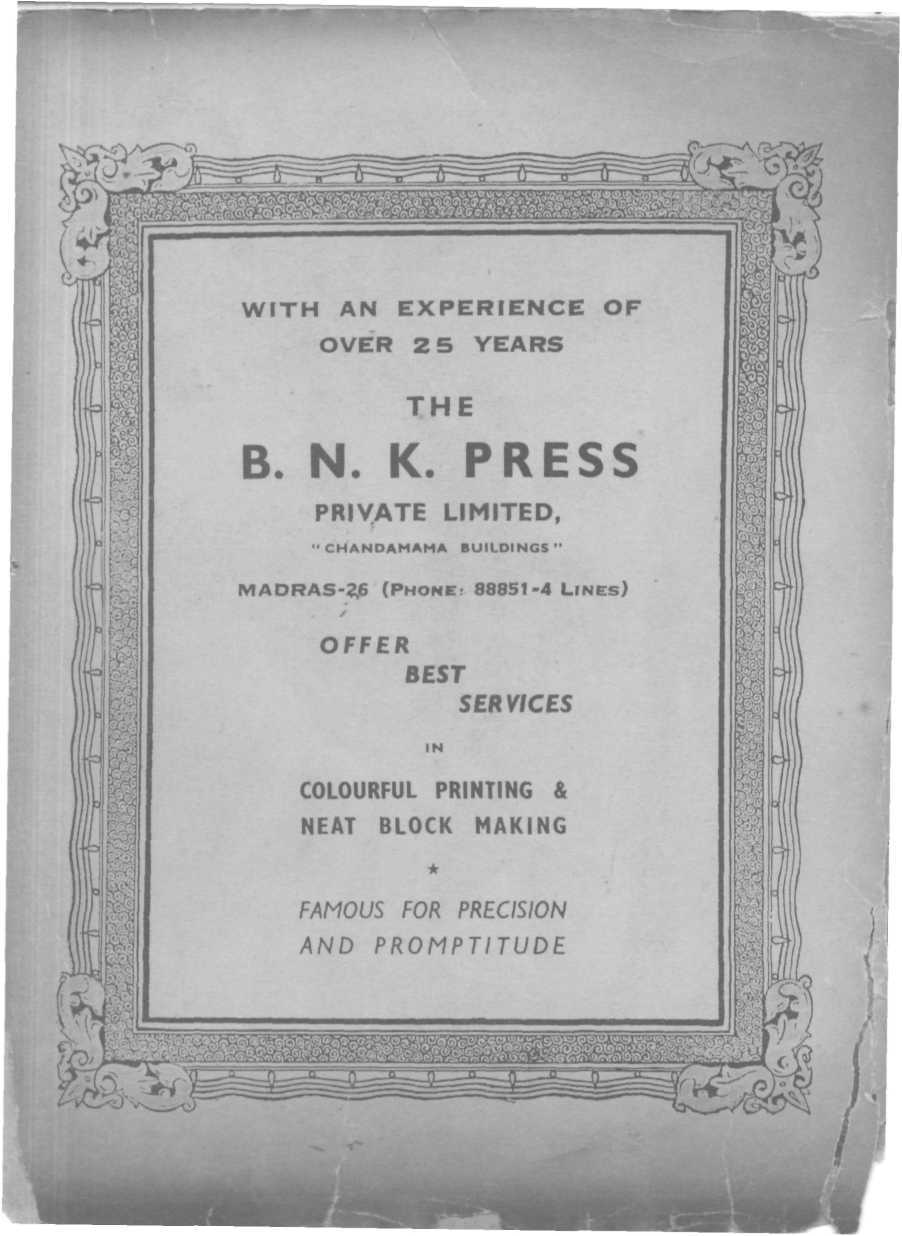 WITH AN EXPERIENCE OF
OVER 25 YEARS
THE
B. N. K. PRESS
PRIVATE LIMITED,
"CHANDAMAMA BUILDINGS"
MADRAS-26 (PHONE: 88851-4 LINES)
OFFER
BEST
SERVICES
IN
COLOURFUL PRINTING &
NEAT BLOCK MAKING
★
FAMOUS FOR PRECISION
AND PROMPTITUDE